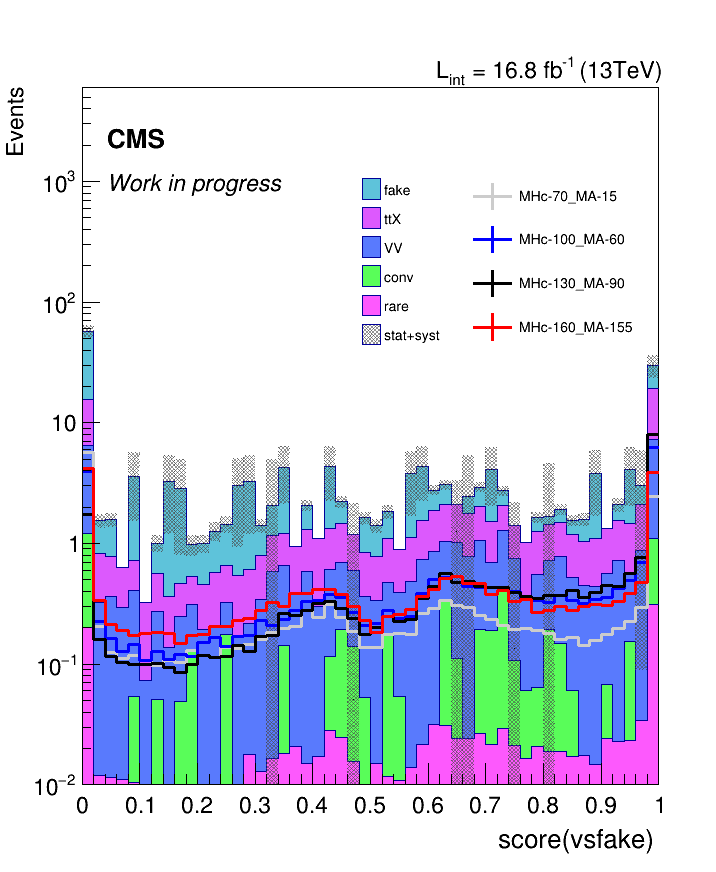 L_int = 16.8 fb^-1 (13TeV)
Events
CMS
Work in progress
fake
ttX
VV
conv
rare
stat+syst
MHc-70_MA-15
MHc-100_MA-60
MHc-130_MA-90
MHc-160_MA-155
10^3
10^2
10
1
10^−1
10^−2
0 0.1 0.2 0.3 0.4 0.5 0.6 0.7 0.8 0.9 1
score(vsfake)